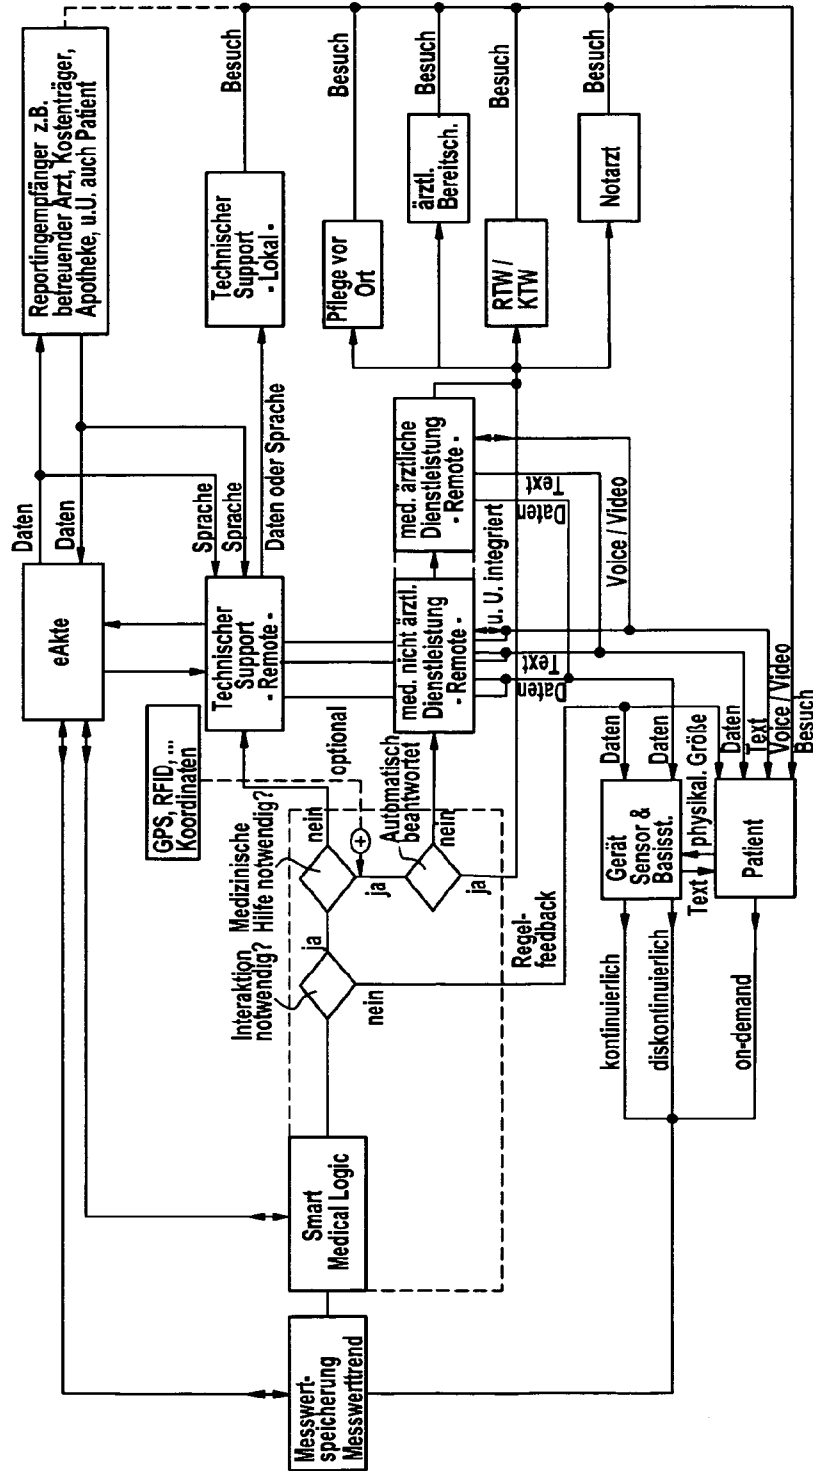 Reportingempfänger z.B.
betreuender Arzt, Kostenträger,
Apotheke, u.U. auch Patient
Daten
Daten
eAkte
GPS, RFID, ...
Koordinaten
Technischer
Support
- Lokal -
Besuch
Sprache
Sprache
Daten oder Sprache
Technischer
Support
- Remote -
optional
Pflege vor
Ort
Besuch
ärztl.
Bereitsch.
Besuch
RTW /
KTW
Besuch
Notarzt
Besuch
med. ärztliche
Dienstleistung
- Remote -
Text
Daten
Voice / Video
u. U. integriert
med. nicht ärztl.
Dienstleistung
- Remote -
Text
Daten
Medizinische
Hilfe notwendig?
nein
ja
Automatisch
beantwortet
nein
ja
+
Interaktion
notwendig?
ja
nein
Regel-
feedback
Smart
Medical Logic
Messwert-
speicherung
Messwerttrend
Daten
Daten
Gerät
Sensor &
Basisst.
physikal. Größe
Text
Daten
Text
Voice / Video
Besuch
Patient
kontinuierlich
diskontinuierlich
on-demand